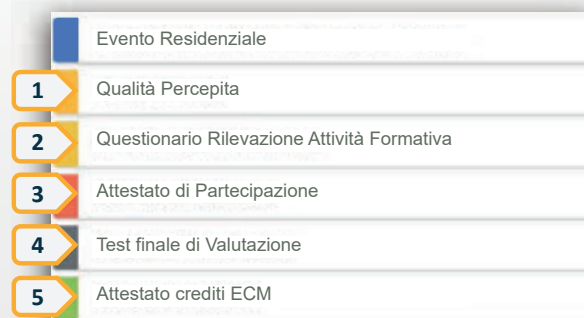 Evento Residenziale
1 Qualità Percepita
2 Questionario Rilevazione Attività Formativa
3 Attestato di Partecipazione
4 Test finale di Valutazione
5 Attestato crediti ECM